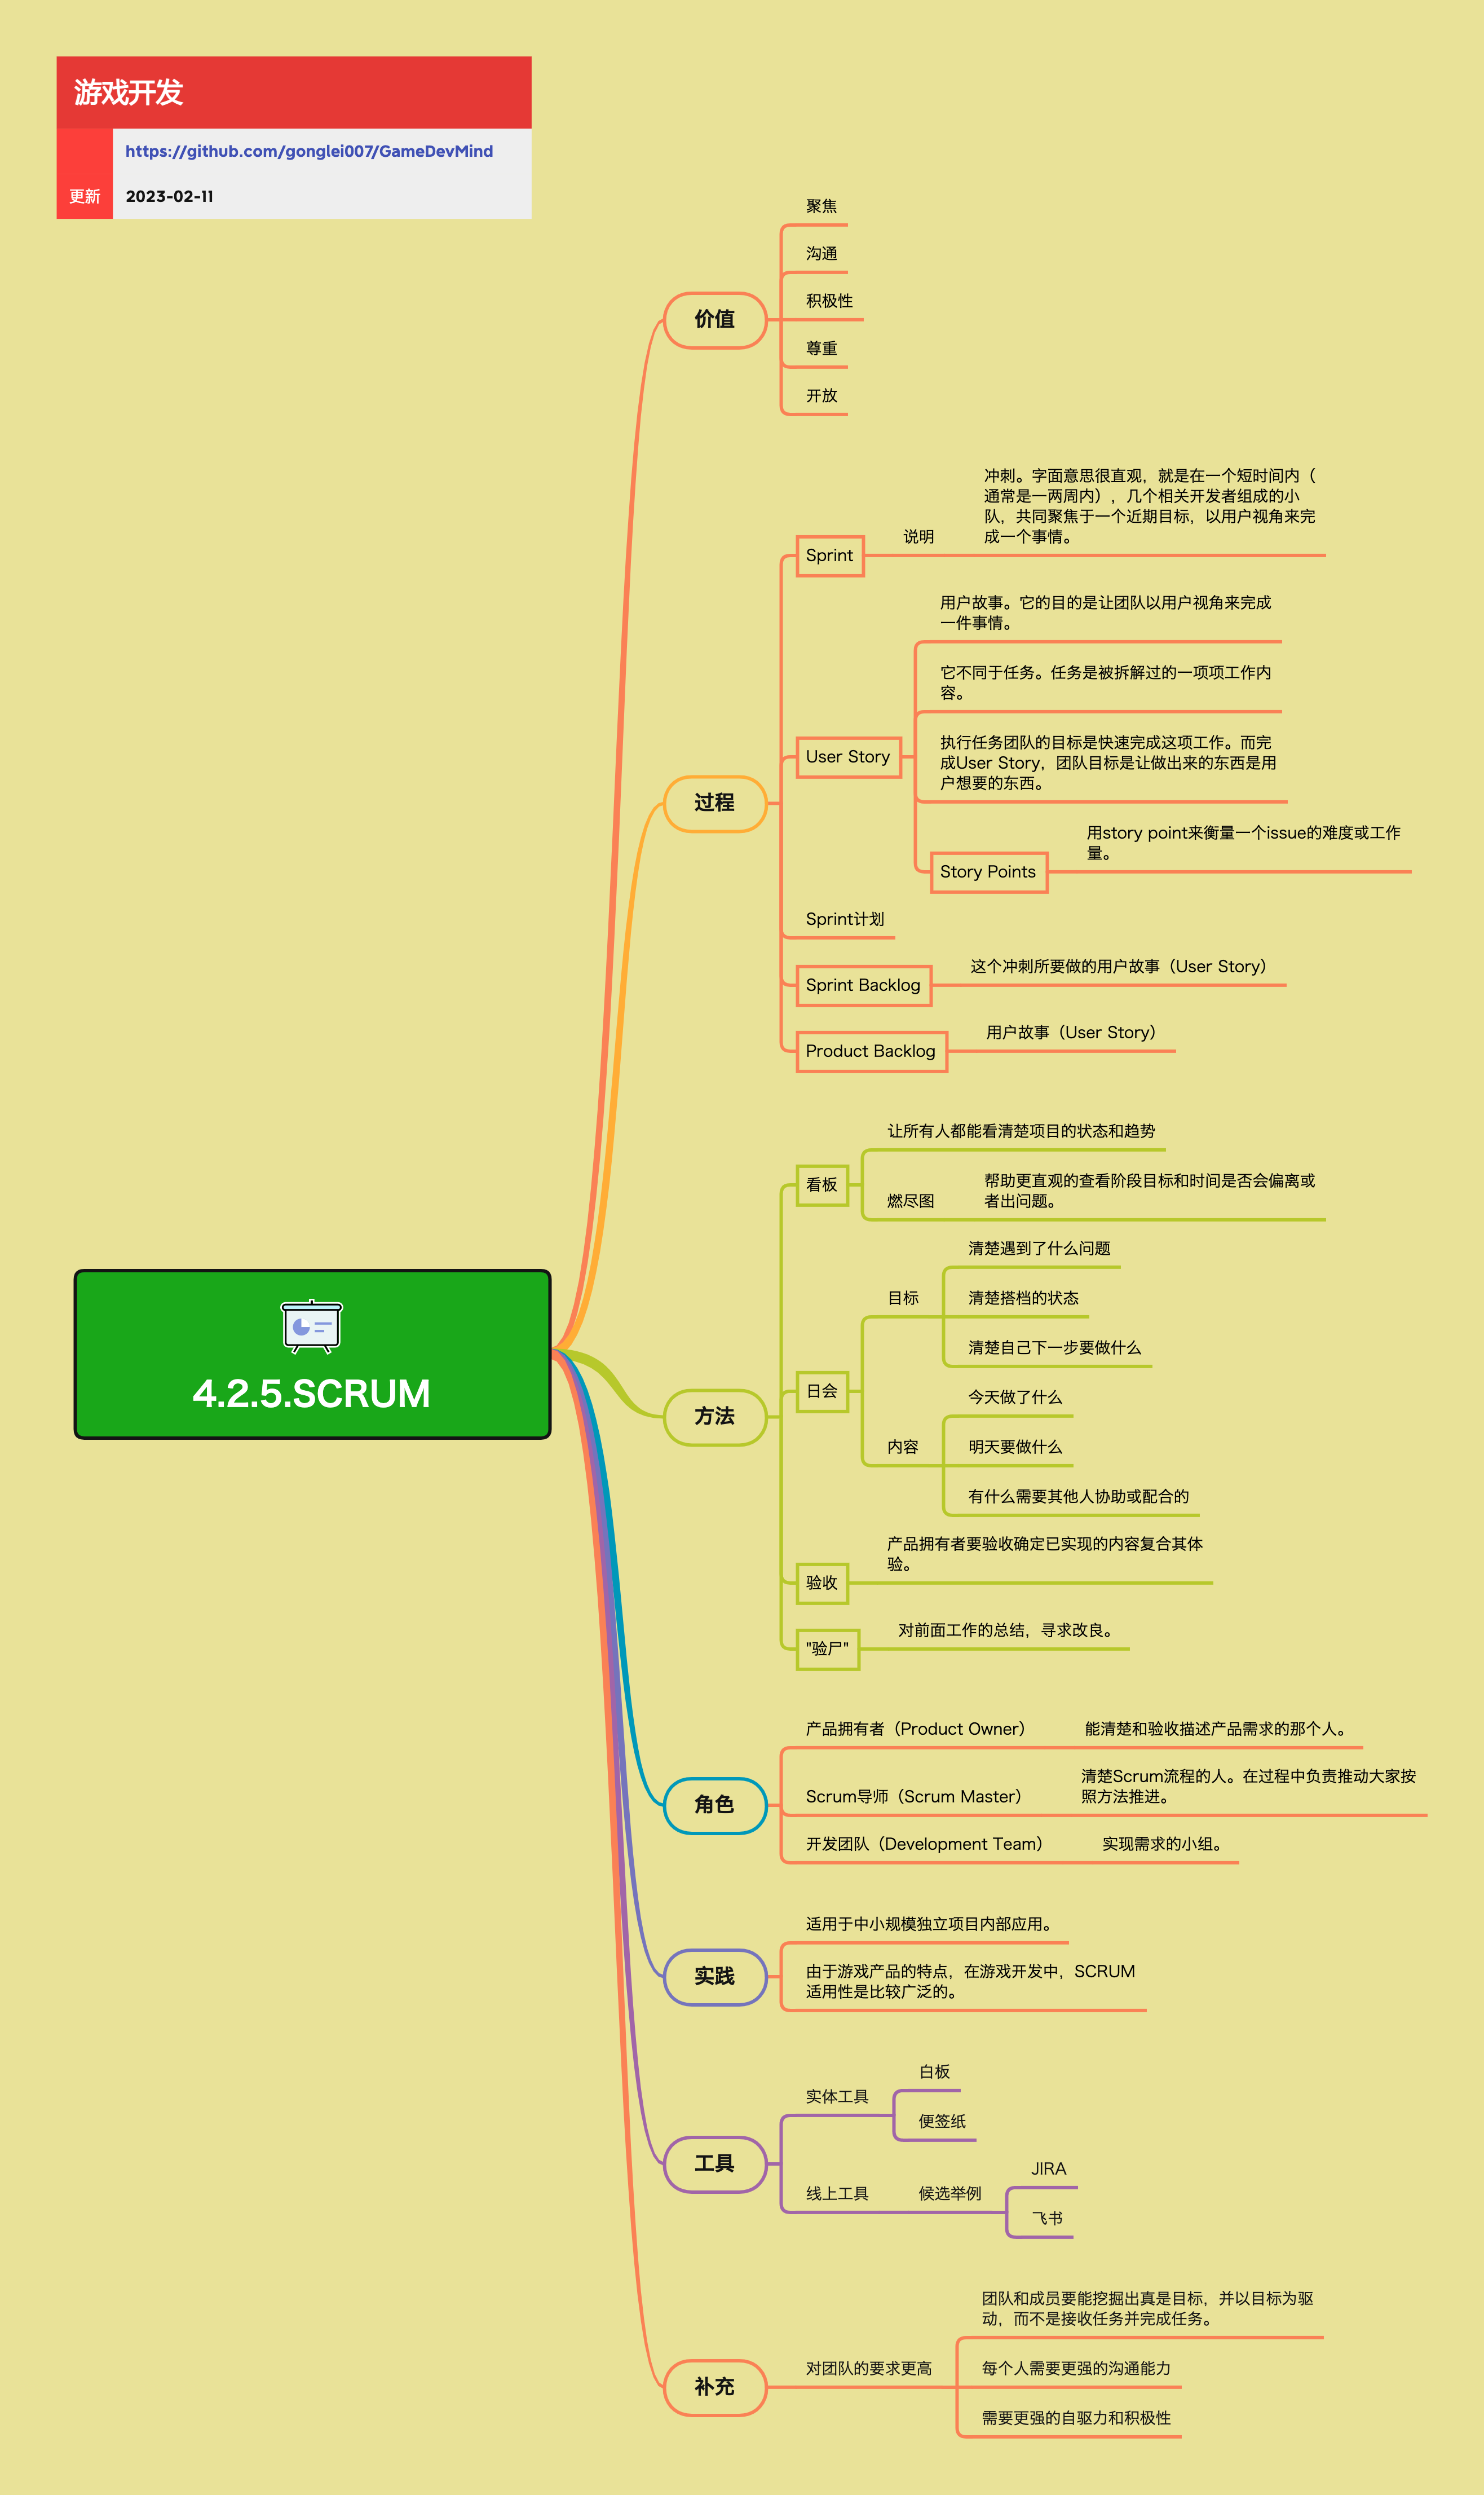 游戏开发
https://github.com/gonglei007/GameDevMind
更新
2023-02-11
4.2.5.SCRUM
价值
聚焦
沟通
积极性
尊重
开放
过程
Sprint
说明
冲刺。字面意思很直观，就是在一个短时间内（
通常是一两周内），几个相关开发者组成的小
队，共同聚焦于一个近期目标，以用户视角来完
成一个事情。
User Story
用户故事。它的目的是让团队以用户视角来完成
一件事情。
它不同于任务。任务是被拆解过的一项项工作内
容。
执行任务团队的目标是快速完成这项工作。而完
成User Story，团队目标是让做出来的东西是用
户想要的东西。
Story Points
用story point来衡量一个issue的难度或工作
量。
Sprint计划
Sprint Backlog
这个冲刺所要做的用户故事（User Story）
Product Backlog
用户故事（User Story）
方法
看板
让所有人都能看清楚项目的状态和趋势
燃尽图
帮助更直观的查看阶段目标和时间是否会偏离或
者出问题。
日会
目标
清楚遇到了什么问题
清楚搭档的状态
清楚自己下一步要做什么
内容
今天做了什么
明天要做什么
有什么需要其他人协助或配合的
验收
产品拥有者要验收确定已实现的内容复合其体
验。
"验尸"
对前面工作的总结，寻求改良。
角色
产品拥有者（Product Owner）
能清楚和验收描述产品需求的那个人。
Scrum导师（Scrum Master）
清楚Scrum流程的人。在过程中负责推动大家按
照方法推进。
开发团队（Development Team）
实现需求的小组。
实践
适用于中小规模独立项目内部应用。
由于游戏产品的特点，在游戏开发中，SCRUM
适用性是比较广泛的。
工具
实体工具
白板
便签纸
线上工具
候选举例
JIRA
飞书
补充
对团队的要求更高
团队和成员要能挖掘出真是目标，并以目标为驱
动，而不是接收任务并完成任务。
每个人需要更强的沟通能力
需要更强的自驱力和积极性